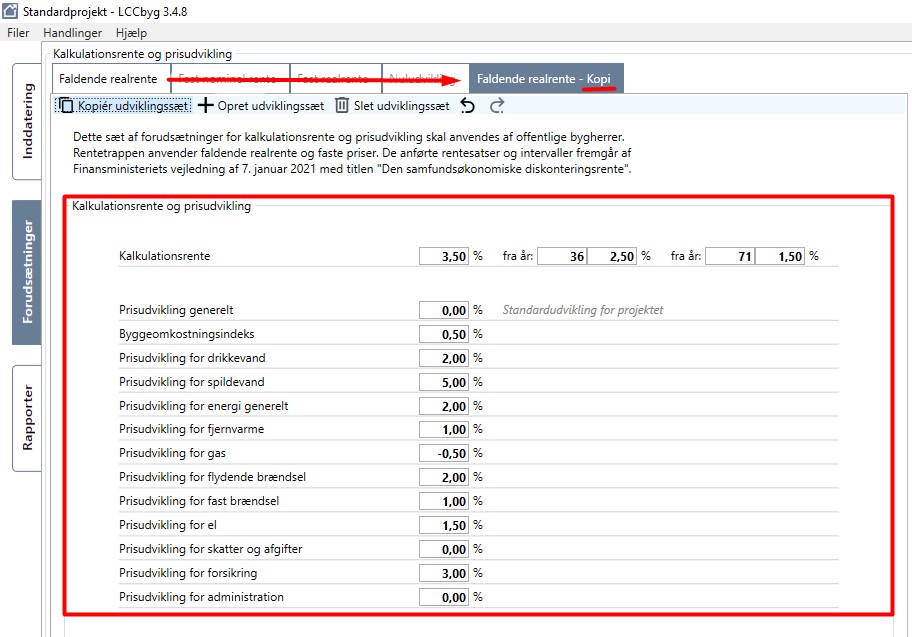 Standardprojekt - LCCbyg 3.4.8
Filer Handlinger Hjælp
Kalkulationsrente og prisudvikling
Faldende realrente Fast nominel rente Fast realrente Nuludvikling Faldende realrente - Kopi
Kopiér udviklingssæt Opret udviklingssæt Slet udviklingssæt
Inddatering
Forudsætninger
Rapporter
Dette sæt af forudsætninger for kalkulationsrente og prisudvikling skal anvendes af offentlige bygherrer.
Rentetrappen anvender faldende realrente og faste priser. De anførte rentesatser og intervaller fremgår af
Finansministeriets vejledning af 7. januar 2021 med titlen "Den samfundsøkonomiske diskonteringsrente".
Kalkulationsrente og prisudvikling
Kalkulationsrente 3,50 % fra år: 36 2,50 % fra år: 71 1,50 %
Prisudvikling generelt 0,00 % Standardudvikling for projektet
Byggeomkostningsindeks 0,50 %
Prisudvikling for drikkevand 2,00 %
Prisudvikling for spildevand 5,00 %
Prisudvikling for energi generelt 2,00 %
Prisudvikling for fjernvarme 1,00 %
Prisudvikling for gas -0,50 %
Prisudvikling for flydende brændsel 2,00 %
Prisudvikling for fast brændsel 1,00 %
Prisudvikling for el 1,50 %
Prisudvikling for skatter og afgifter 0,00 %
Prisudvikling for forsikring 3,00 %
Prisudvikling for administration 0,00 %